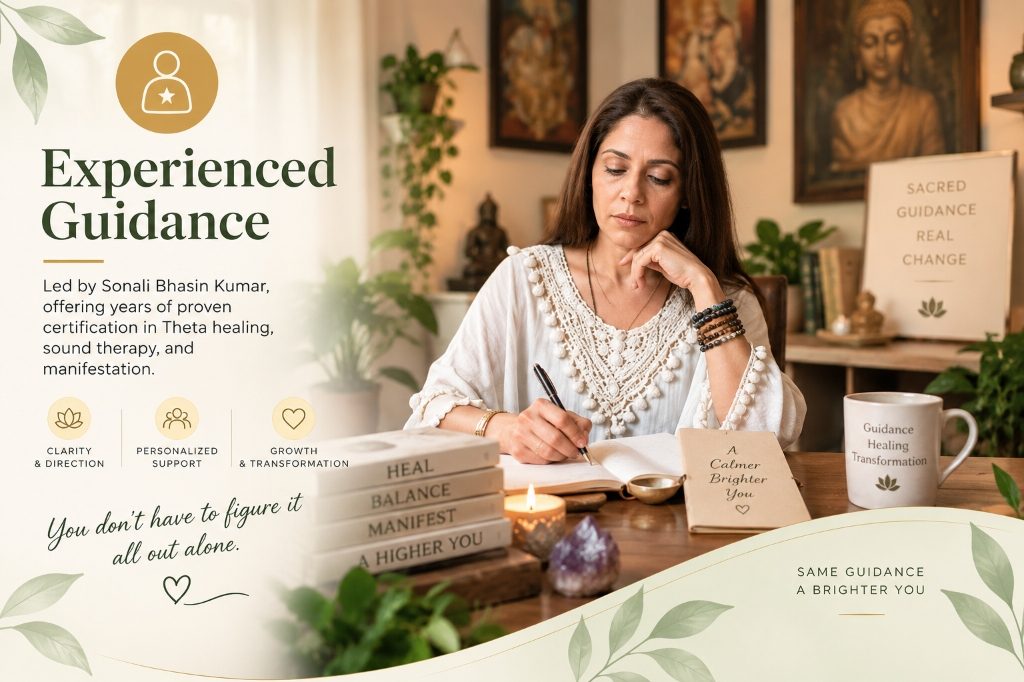 Experienced
Guidance
Led by Sonali Bhasin Kumar,
offering years of proven
certification in Theta healing,
sound therapy, and
manifestation.
CLARITY
& DIRECTION
PERSONALIZED
SUPPORT
GROWTH
& TRANSFORMATION
You don't have to figure it
all out alone.
HEAL
BALANCE
MANIFEST
A HIGHER YOU
A
Calmer
Brighter
You
SACRED
GUIDANCE
REAL
CHANGE
Guidance
Healing
Transformation
SAME GUIDANCE
A BRIGHTER YOU